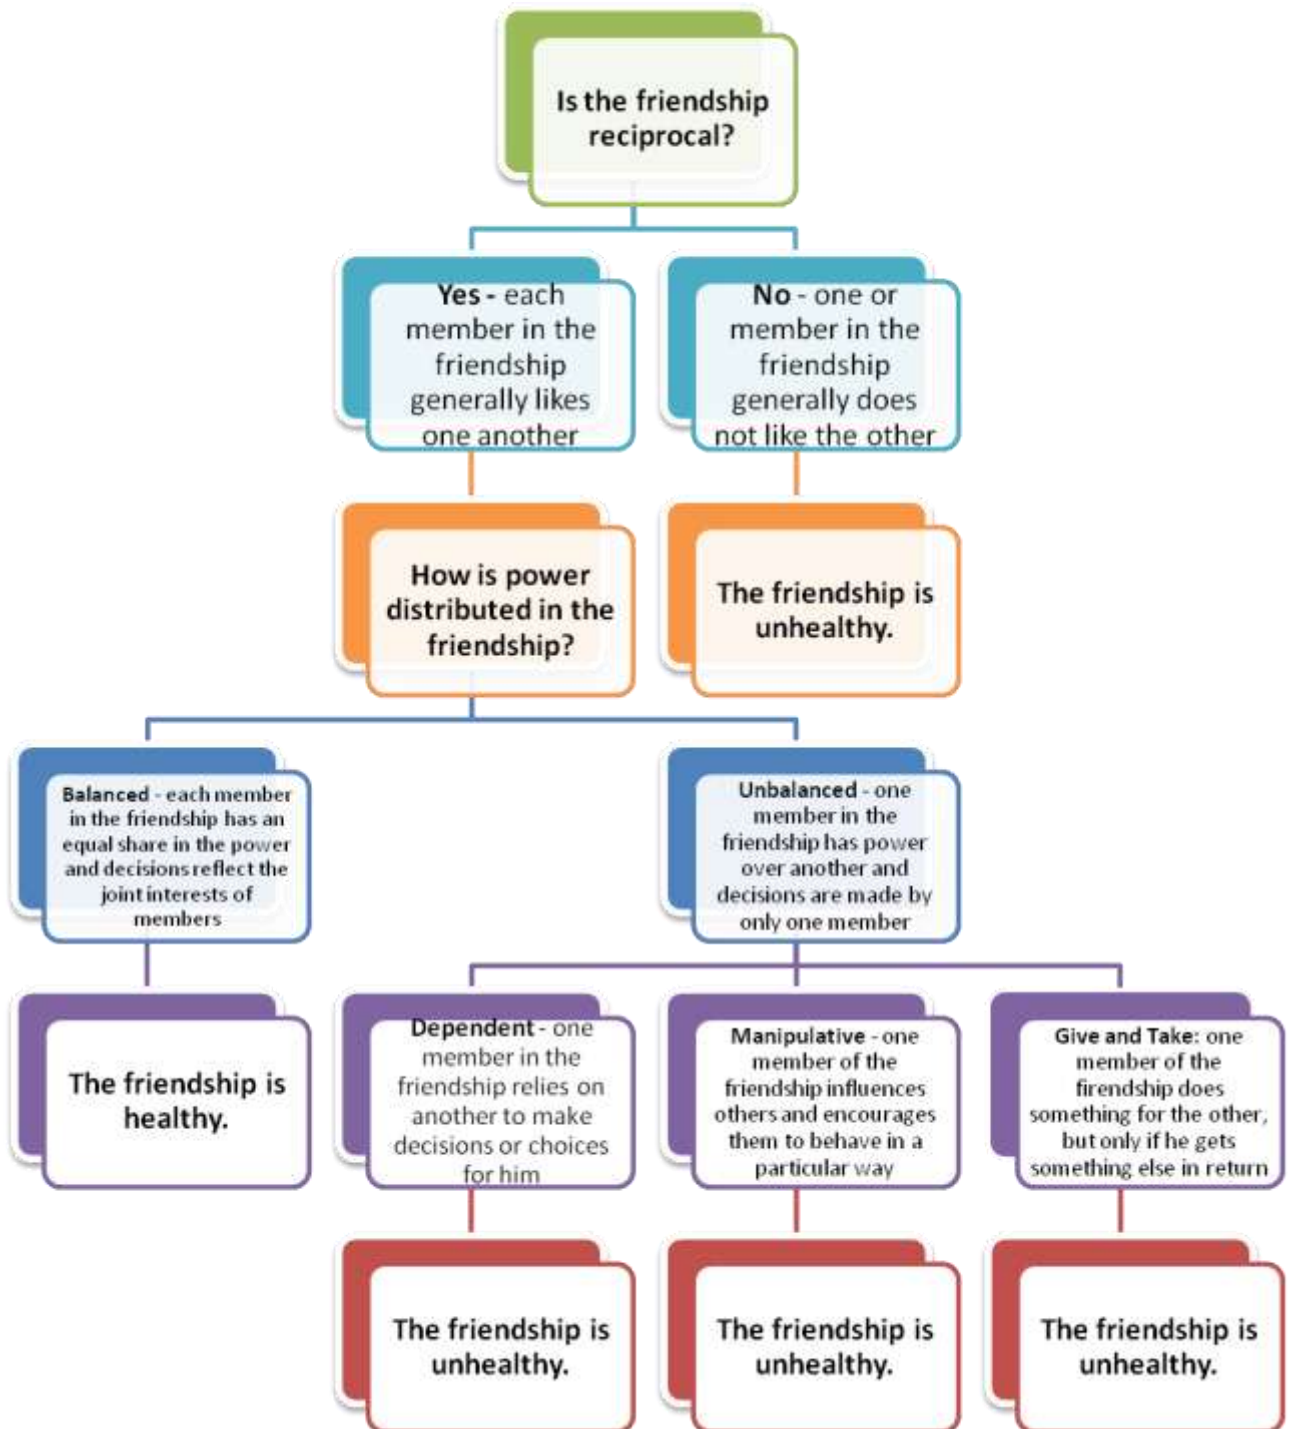 Is the friendship
reciprocal?
Yes - each
member in the
friendship
generally likes
one another
No - one or
member in the
friendship
generally does
not like the other
How is power
distributed in the
friendship?
The friendship is
unhealthy.
Balanced - each member
in the friendship has an
equal share in the power
and decisions reflect the
joint interests of
members
Unbalanced - one
member in the
friendship has power
over another and
decisions are made by
only one member
The friendship is
healthy.
Dependent - one
member in the
friendship relies on
another to make
decisions or choices
for him
Manipulative - one
member of the
friendship influences
others and encourages
them to behave in a
particular way
Give and Take: one
member of the
firendship does
something for the other,
but only if he gets
something else in return
The friendship is
unhealthy.
The friendship is
unhealthy.
The friendship is
unhealthy.